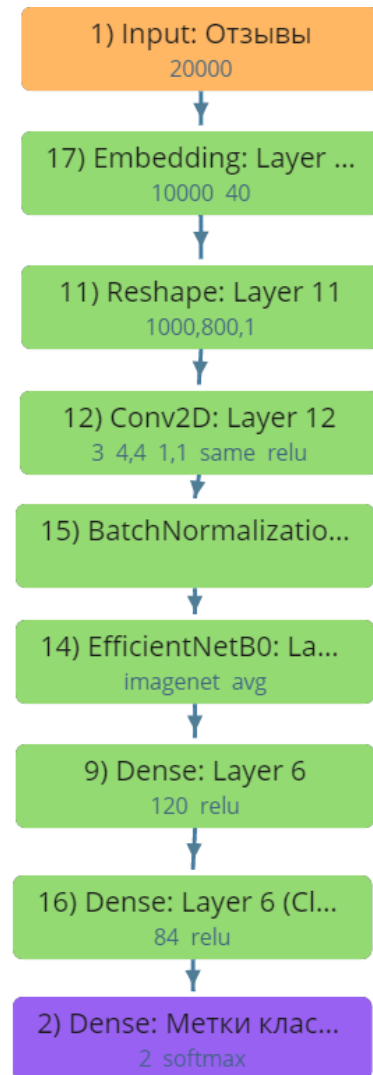 1) Input: Отзывы
20000
17) Embedding: Layer ...
10000 40
11) Reshape: Layer 11
1000,800,1
12) Conv2D: Layer 12
3 4,4 1,1 same relu
15) BatchNormalizatio...
14) EfficientNetB0: La...
imagenet avg
9) Dense: Layer 6
120 relu
16) Dense: Layer 6 (Cl...
84 relu
2) Dense: Метки клас...
2 softmax